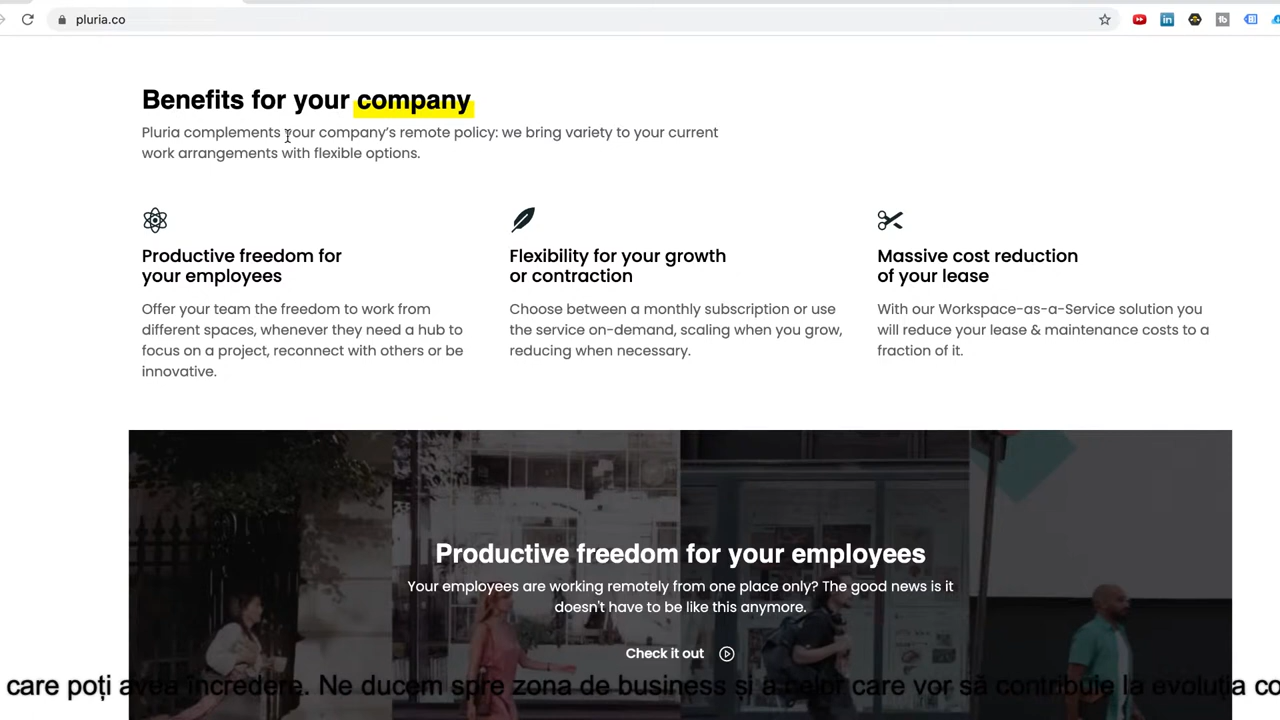 pluria.co
Benefits for your company
Pluria complements your company's remote policy: we bring variety to your current
work arrangements with flexible options.
Productive freedom for
your employees
Offer your team the freedom to work from
different spaces, whenever they need a hub to
focus on a project, reconnect with others or be
innovative.
Flexibility for your growth
or contraction
Choose between a monthly subscription or use
the service on-demand, scaling when you grow,
reducing when necessary.
Massive cost reduction
of your lease
With our Workspace-as-a-Service solution you
will reduce your lease & maintenance costs to a
fraction of it.
Productive freedom for your employees
Your employees are working remotely from one place only? The good news is it
doesn't have to be like this anymore.
Check it out
care poți avea încredere. Ne ducem spre zona de business și a celor care vor să contribuie la evoluția co